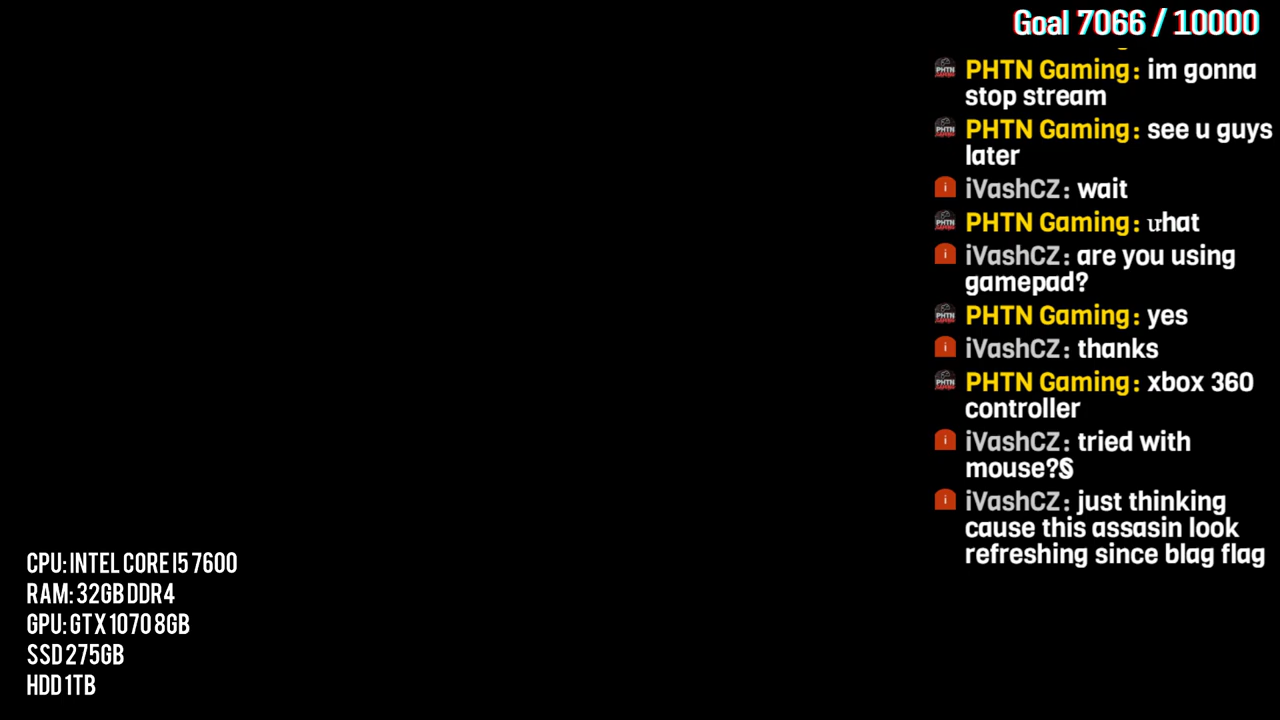 Goal 7066 / 10000
PHTN Gaming: im gonna
stop stream
PHTN Gaming: see u guys
later
iVashCZ: wait
PHTN Gaming: what
iVashCZ: are you using
gamepad?
PHTN Gaming: yes
iVashCZ: thanks
PHTN Gaming: xbox 360
controller
iVashCZ: tried with
mouse?§
iVashCZ: just thinking
cause this assasin look
refreshing since blag flag
CPU: INTEL CORE I5 7600
RAM: 32GB DDR4
GPU: GTX 1070 8GB
SSD 275GB
HDD 1TB